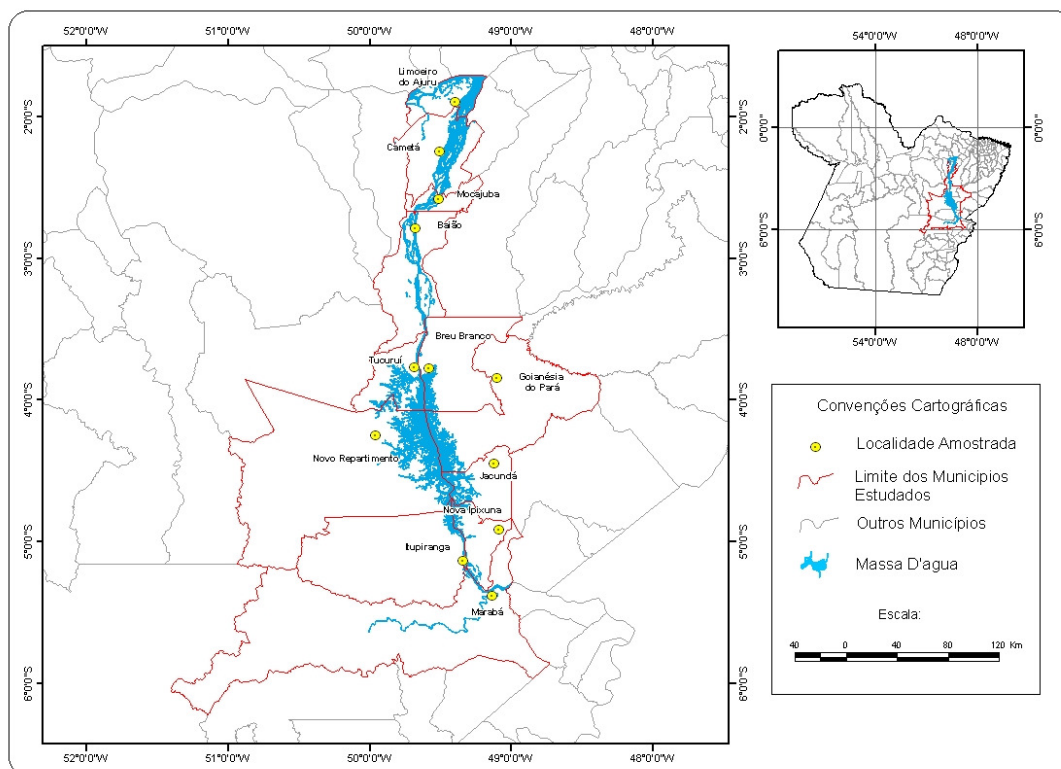 52°0'0"W 51°0'0"W 50°0'0"W 49°0'0"W 48°0'0"W
2°0'0"S
3°0'0"S
4°0'0"S
5°0'0"S
6°0'0"S
Limoeiro
do Ajuru
Cametá
Mocajuba
Baião
Breu Branco
Tucuruí
Goianésia
do Pará
Novo Repartimento
Jacundá
Nova Ipixuna
Itupiranga
Marabá
2°0'0"S
3°0'0"S
4°0'0"S
5°0'0"S
6°0'0"S
52°0'0"W 51°0'0"W 50°0'0"W 49°0'0"W 48°0'0"W
54°0'0"W 48°0'0"W
0°0'0"
6°0'0"S
0°0'0"
6°0'0"S
54°0'0"W 48°0'0"W
Convenções Cartográficas
Localidade Amostrada
Limite dos Municipios
Estudados
Outros Municípios
Massa D'agua
Escala:
40 0 40 80 120 Km